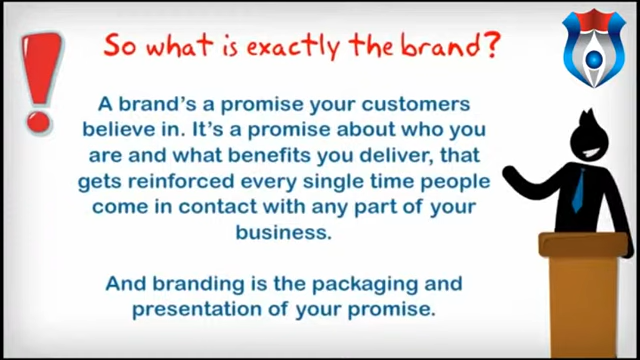 So what is exactly the brand?
A brand's a promise your customers
believe in. It's a promise about who you
are and what benefits you deliver, that
gets reinforced every single time people
come in contact with any part of your
business.
And branding is the packaging and
presentation of your promise.